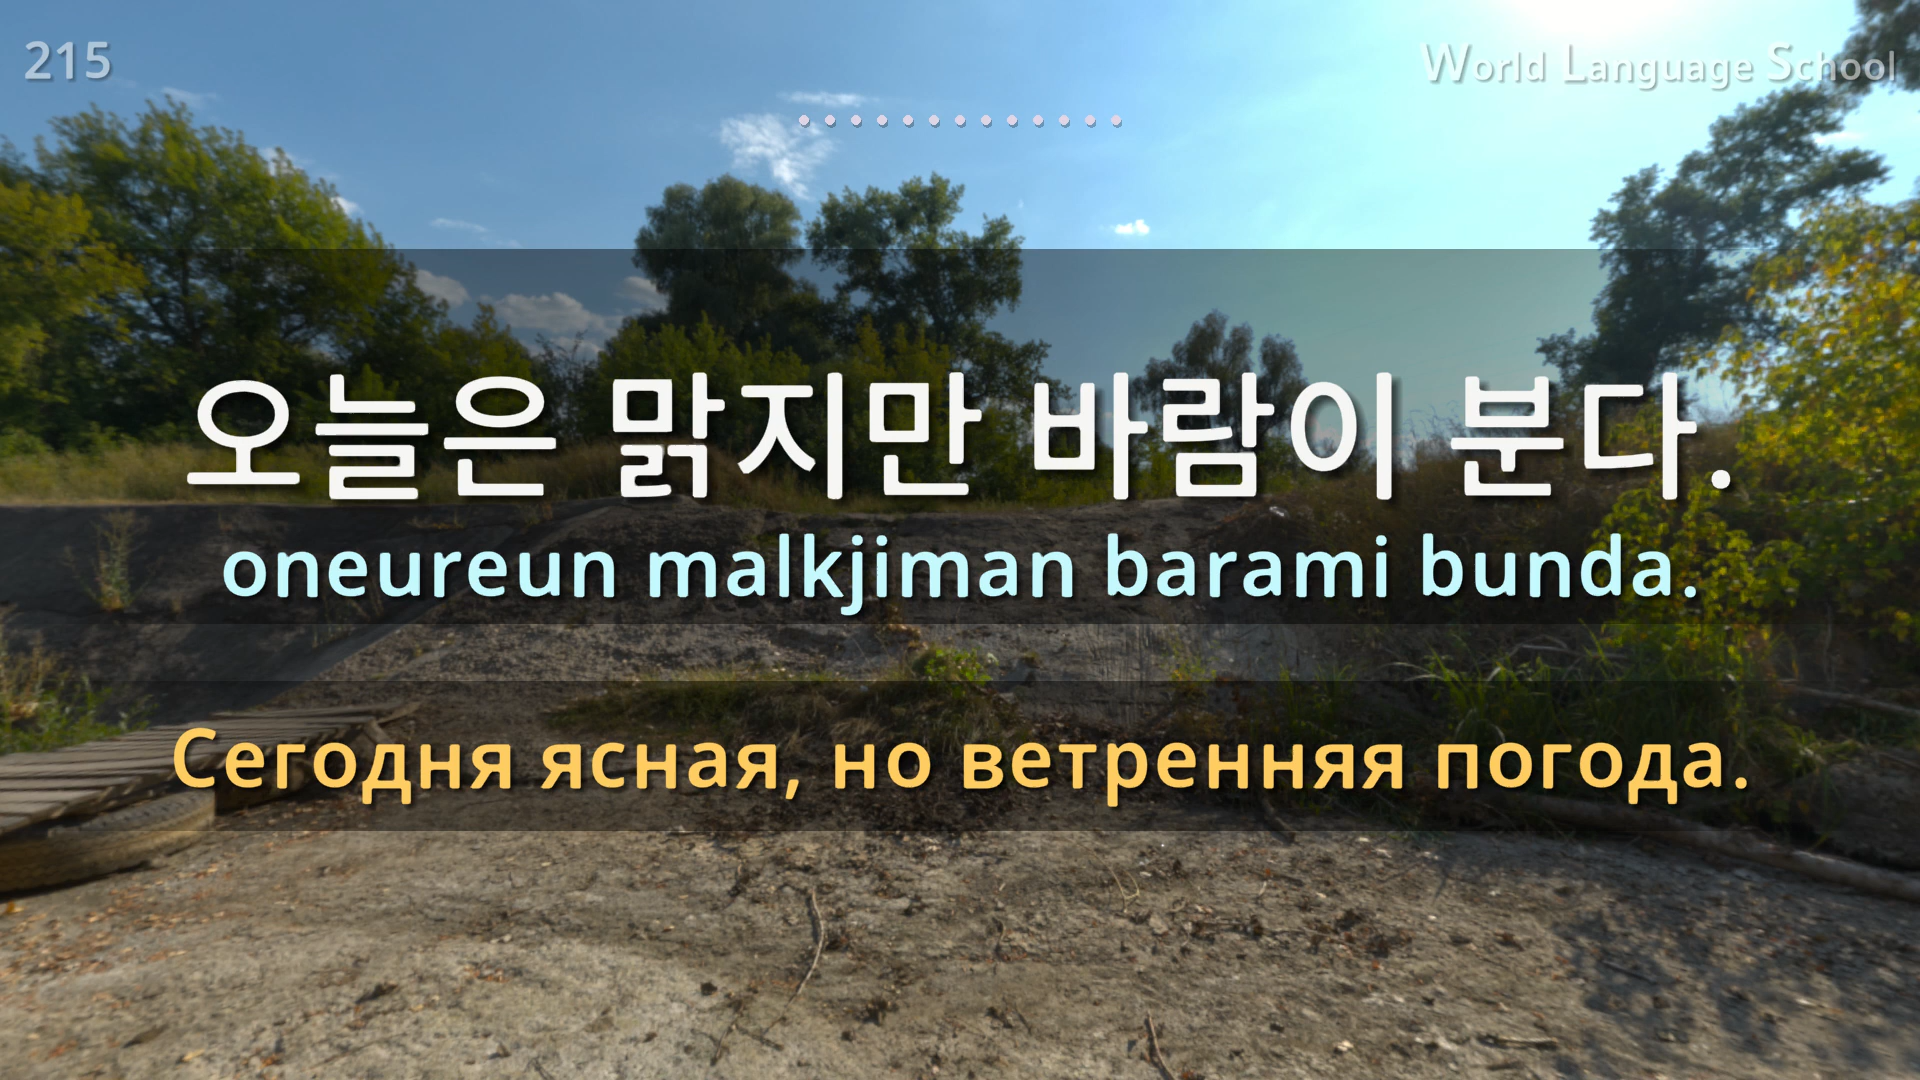 215
World Language School
오늘은 맑지만 바람이 분다.
oneureun malkjiman barami bunda.
Сегодня ясная, но ветренняя погода.